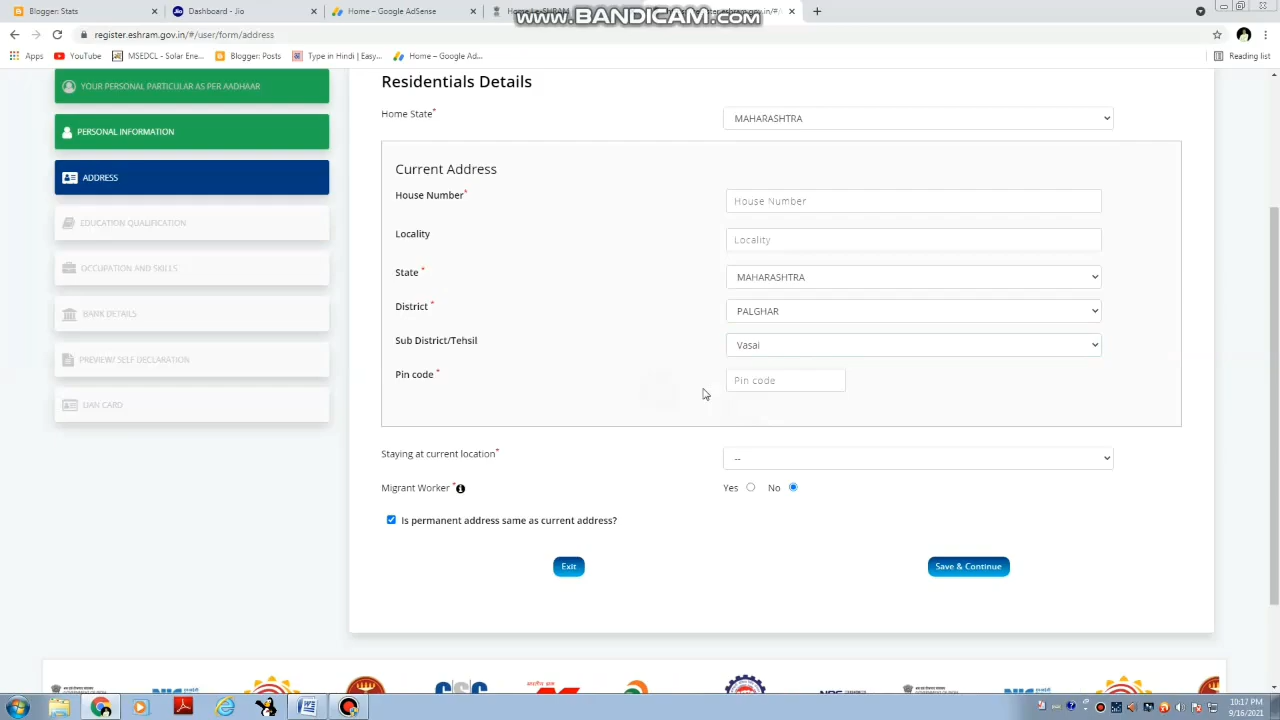 Blogger: Posts
Dashboard - Jio
Home – Google AdSense
www.BANDICAM.com
register.eshram.gov.in/#/user/form/address
Apps
YouTube
MSEDCL - Solar Ene...
Blogger: Posts
Type in Hindi | Easy...
Home – Google Ad...
Reading list
YOUR PERSONAL PARTICULAR AS PER AADHAAR
PERSONAL INFORMATION
ADDRESS
EDUCATION QUALIFICATION
OCCUPATION AND SKILLS
BANK DETAILS
PREVIEW/ SELF DECLARATION
UAN CARD
Residentials Details
Home State*
MAHARASHTRA
Current Address
House Number*
House Number
Locality
Locality
State *
MAHARASHTRA
District *
PALGHAR
Sub District/Tehsil
Vasai
Pin code *
Pin code
Staying at current location*
--
Migrant Worker *
Yes
No
Is permanent address same as current address?
Exit
Save & Continue
CSC
10:17 PM
9/16/2021